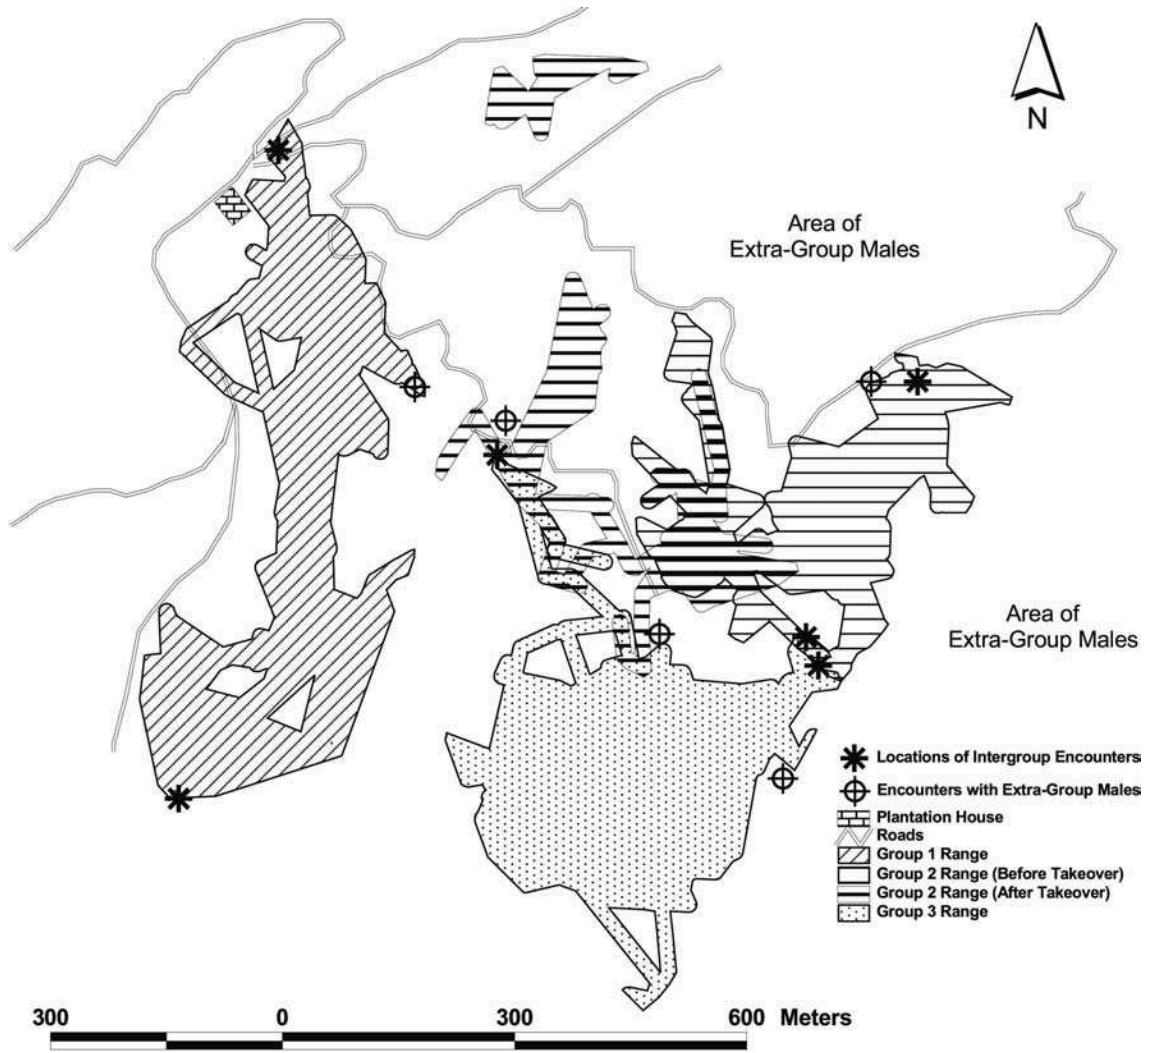 N
Area of
Extra-Group Males
Area of
Extra-Group Males
Locations of Intergroup Encounters
Encounters with Extra-Group Males
Plantation House
Roads
Group 1 Range
Group 2 Range (Before Takeover)
Group 2 Range (After Takeover)
Group 3 Range
300 0 300 600 Meters